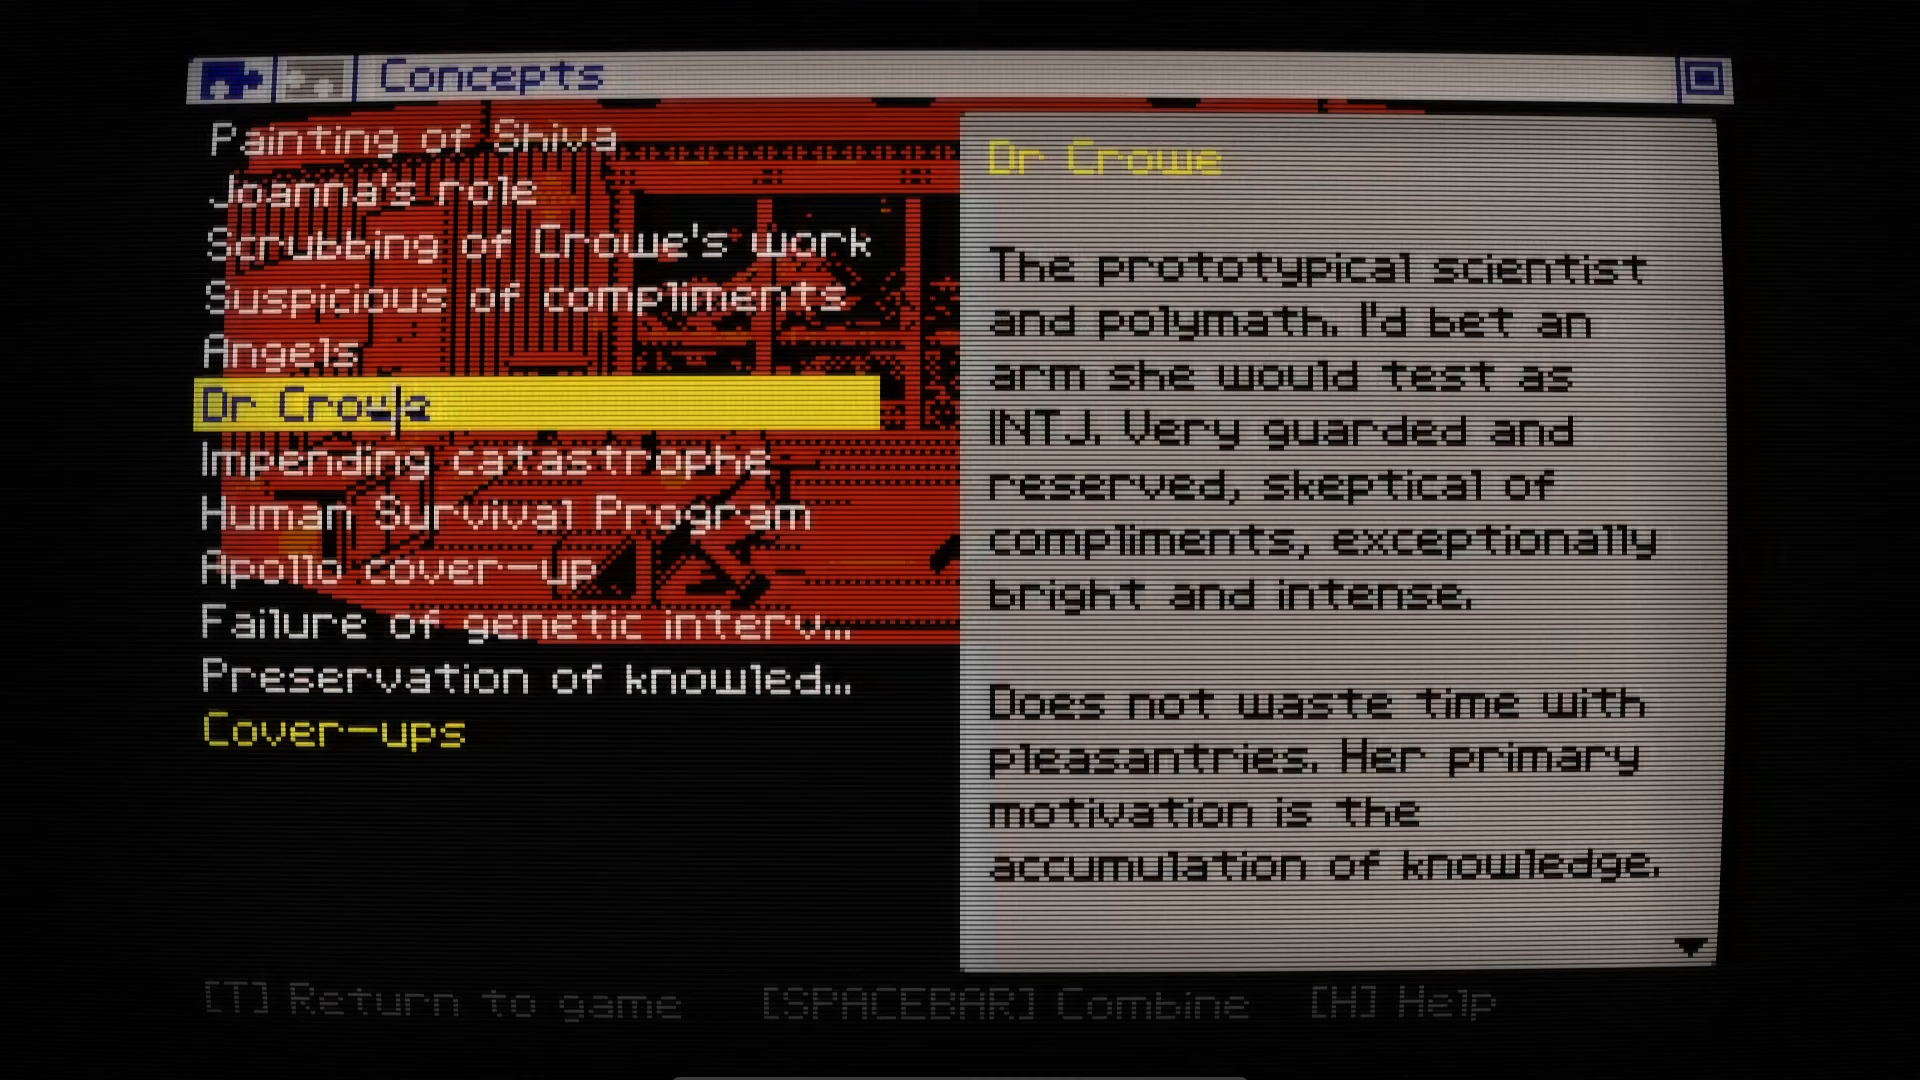 Concepts
Painting of Shiva
Joanna's role
Scrubbing of Crowe's work
Suspicious of compliments
Angels
Dr Crowe
Impending catastrophe
Human Survival Program
Apollo cover-up
Failure of genetic interv...
Preservation of knowled...
Cover-ups
Dr Crowe
The prototypical scientist
and polymath. I'd bet an
arm she would test as
INTJ. Very guarded and
reserved, skeptical of
compliments, exceptionally
bright and intense.
Does not waste time with
pleasantries. Her primary
motivation is the
accumulation of knowledge.
[T] Return to game [SPACEBAR] Combine [H] Help